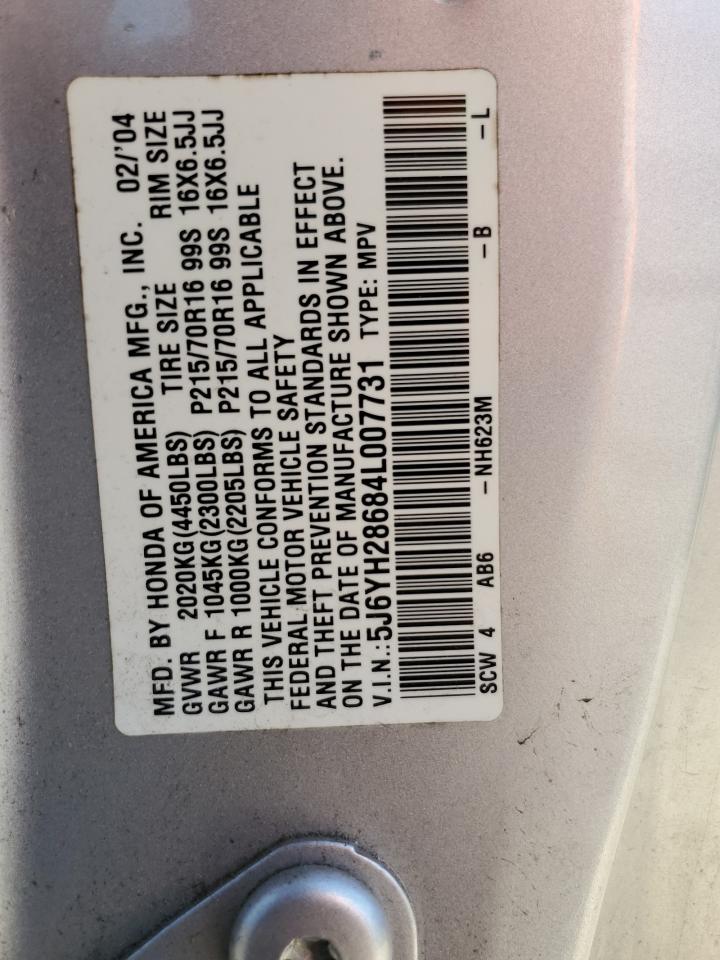 MFD. BY HONDA OF AMERICA MFG., INC. 02/'04
GVWR 2020KG(4450LBS) TIRE SIZE RIM SIZE
GAWR F 1045KG(2300LBS) P215/70R16 99S 16X6.5JJ
GAWR R 1000KG(2205LBS) P215/70R16 99S 16X6.5JJ
THIS VEHICLE CONFORMS TO ALL APPLICABLE
FEDERAL MOTOR VEHICLE SAFETY
AND THEFT PREVENTION STANDARDS IN EFFECT
ON THE DATE OF MANUFACTURE SHOWN ABOVE.
V.I.N.:5J6YH28684L007731 TYPE: MPV
SCW 4 AB6 -NH623M -B -L